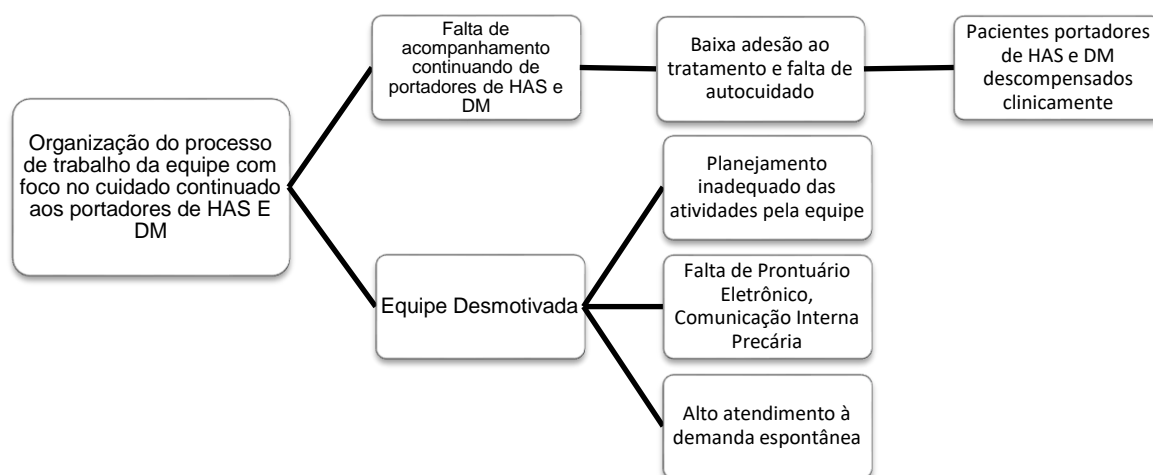 Organização do processo
de trabalho da equipe com
foco no cuidado continuado
aos portadores de HAS E
DM
Falta de
acompanhamento
continuando de
portadores de HAS e
DM
Baixa adesão ao
tratamento e falta de
autocuidado
Pacientes portadores
de HAS e DM
descompensados
clinicamente
Equipe Desmotivada
Planejamento
inadequado das
atividades pela equipe
Falta de Prontuário
Eletrônico,
Comunicação Interna
Precária
Alto atendimento à
demanda espontânea